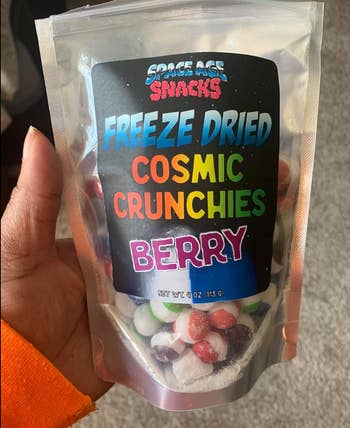 SPACE AGE
SNACKS
FREEZE DRIED
COSMIC
CRUNCHIES
BERRY
NET WT. 4 OZ (113 G)